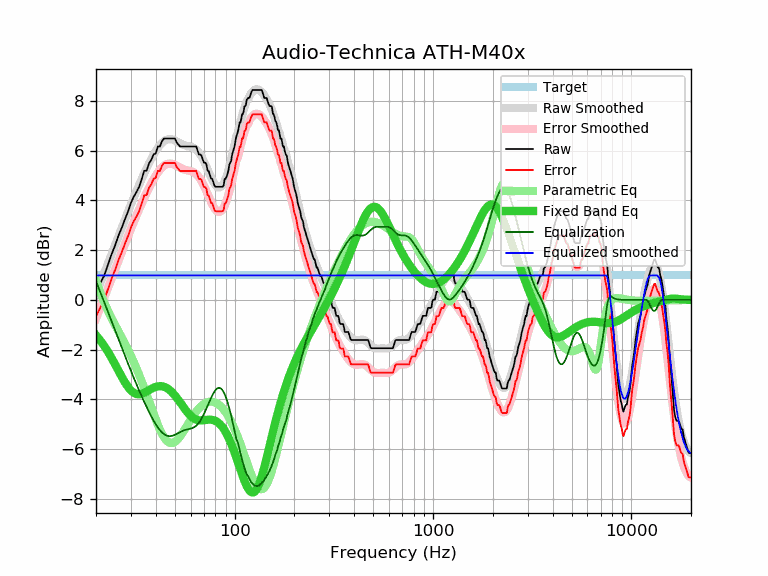 Audio-Technica ATH-M40x
Target
Raw Smoothed
Error Smoothed
Raw
Error
Parametric Eq
Fixed Band Eq
Equalization
Equalized smoothed
Amplitude (dBr)
8
6
4
2
0
−2
−4
−6
−8
100
1000
10000
Frequency (Hz)